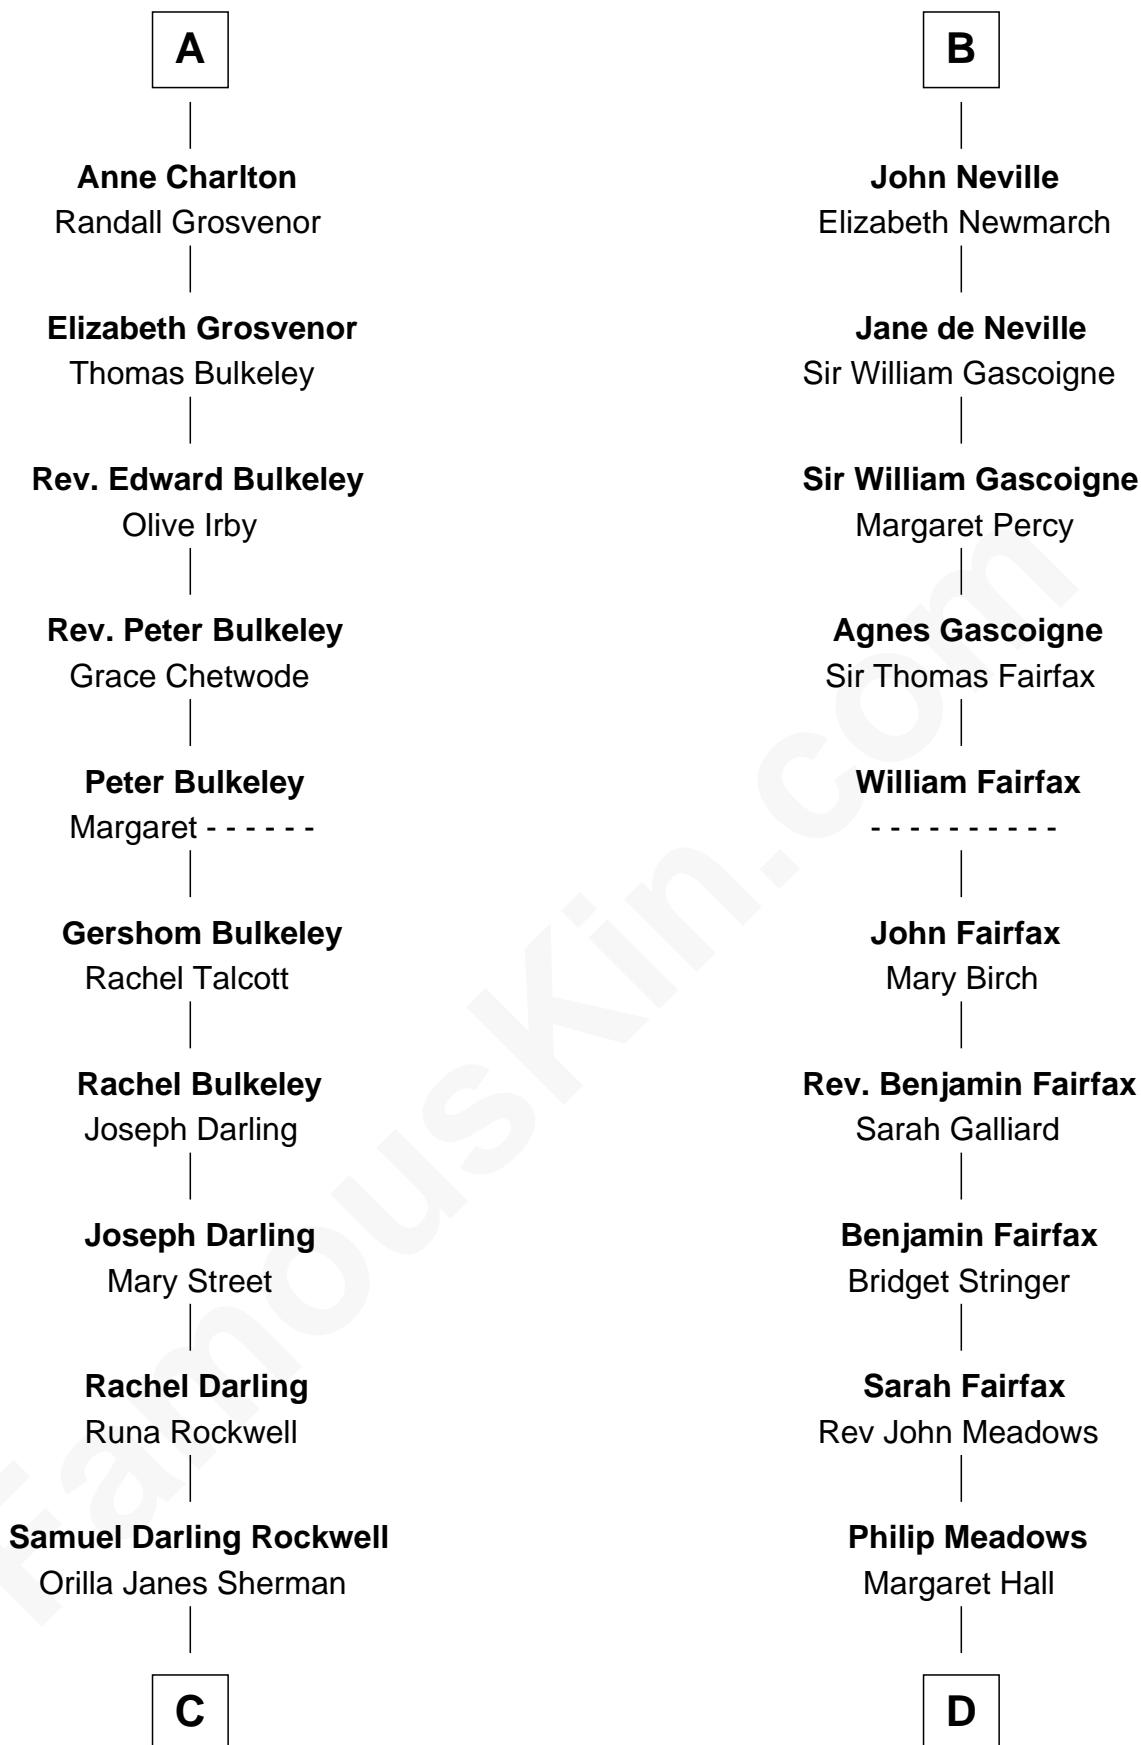 A
Anne Charlton
Randall Grosvenor
Elizabeth Grosvenor
Thomas Bulkeley
Rev. Edward Bulkeley
Olive Irby
Rev. Peter Bulkeley
Grace Chetwode
Peter Bulkeley
Margaret - - - - - -
Gershom Bulkeley
Rachel Talcott
Rachel Bulkeley
Joseph Darling
Joseph Darling
Mary Street
Rachel Darling
Runa Rockwell
Samuel Darling Rockwell
Orilla Janes Sherman
C
B
John Neville
Elizabeth Newmarch
Jane de Neville
Sir William Gascoigne
Sir William Gascoigne
Margaret Percy
Agnes Gascoigne
Sir Thomas Fairfax
William Fairfax
- - - - - - - - - -
John Fairfax
Mary Birch
Rev. Benjamin Fairfax
Sarah Galliard
Benjamin Fairfax
Bridget Stringer
Sarah Fairfax
Rev John Meadows
Philip Meadows
Margaret Hall
D
FamousKin.com